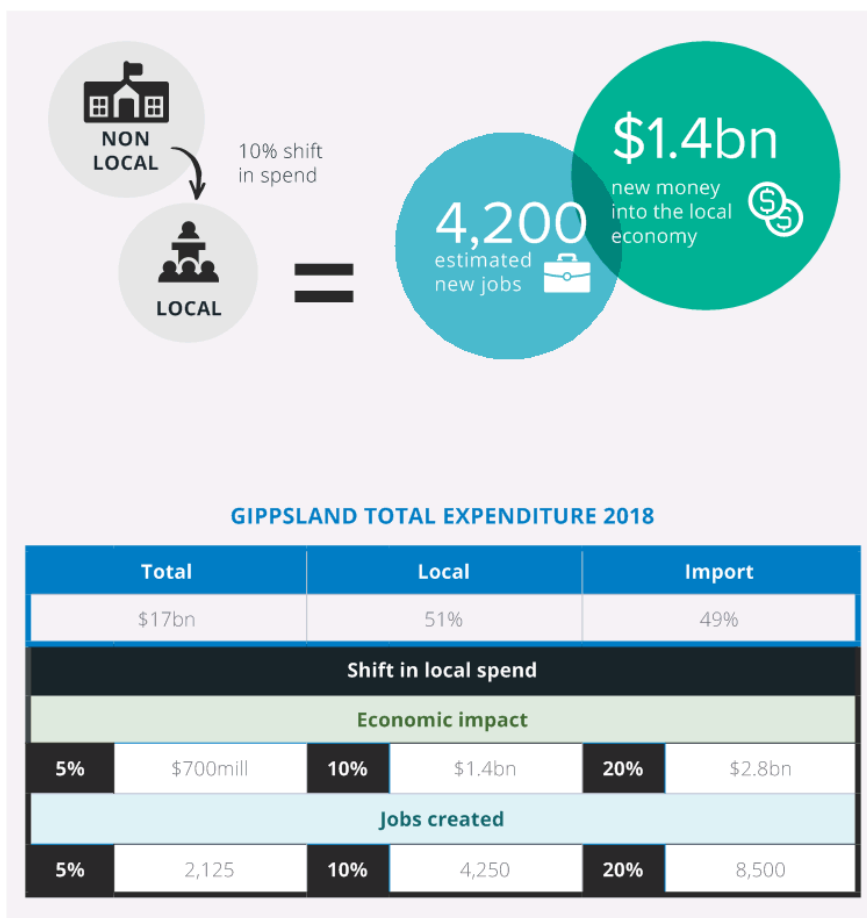 NON
LOCAL
10% shift
in spend
LOCAL
=
4,200
estimated
new jobs
$1.4bn
new money
into the local
economy
GIPPSLAND TOTAL EXPENDITURE 2018
Total Local Import
$17bn 51% 49%
Shift in local spend
Economic impact
5% $700mill 10% $1.4bn 20% $2.8bn
Jobs created
5% 2,125 10% 4,250 20% 8,500